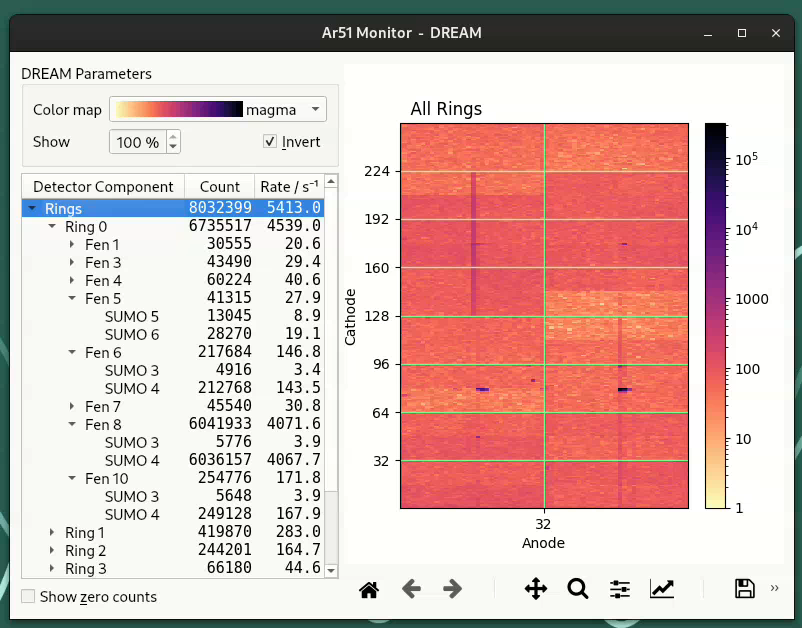 Ar51 Monitor - DREAM
DREAM Parameters
Color map magma
Show 100 % Invert
Detector Component Count Rate / s⁻¹
Rings 8032399 5413.0
Ring 0 6735517 4539.0
Fen 1 30555 20.6
Fen 3 43490 29.4
Fen 4 60224 40.6
Fen 5 41315 27.9
SUMO 5 13045 8.9
SUMO 6 28270 19.1
Fen 6 217684 146.8
SUMO 3 4916 3.4
SUMO 4 212768 143.5
Fen 7 45540 30.8
Fen 8 6041933 4071.6
SUMO 3 5776 3.9
SUMO 4 6036157 4067.7
Fen 10 254776 171.8
SUMO 3 5648 3.9
SUMO 4 249128 167.9
Ring 1 419870 283.0
Ring 2 244201 164.7
Ring 3 66180 44.6
Show zero counts
All Rings
Cathode
224
192
160
128
96
64
32
32
Anode
10⁵
10⁴
1000
100
10
1